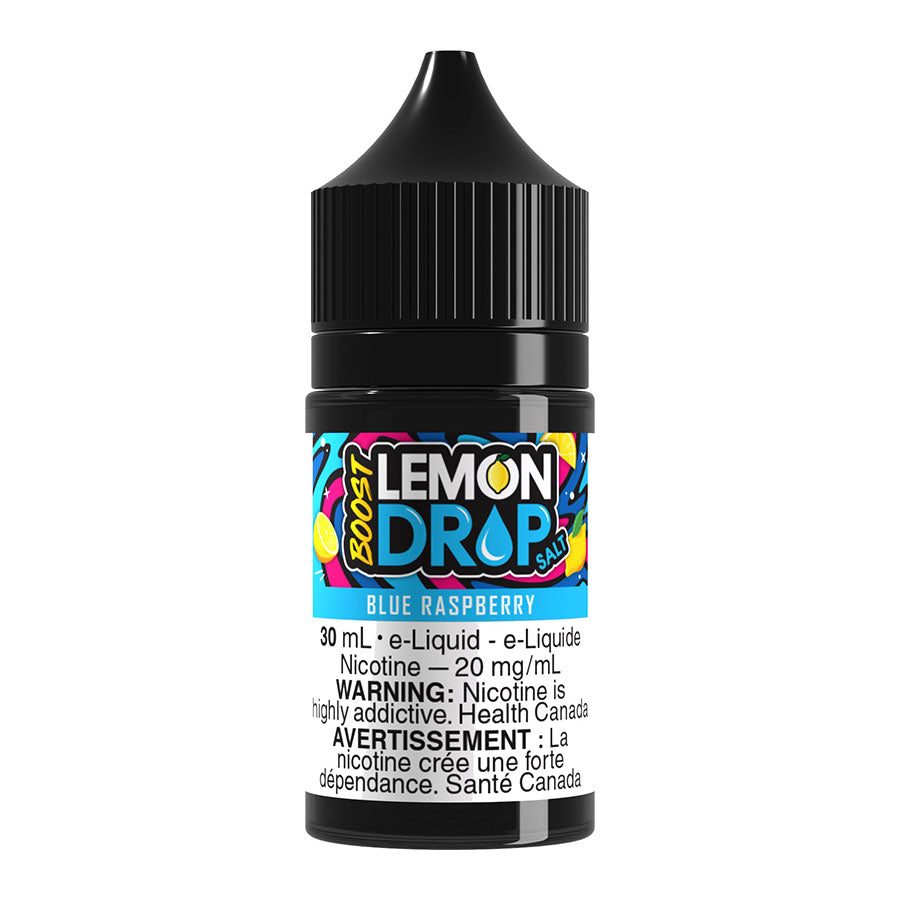 BOOST
LEMON
DROP
SALT
BLUE RASPBERRY
30 mL • e-Liquid - e-Liquide
Nicotine — 20 mg/mL
WARNING: Nicotine is
highly addictive. Health Canada
AVERTISSEMENT : La
nicotine crée une forte
dépendance. Santé Canada